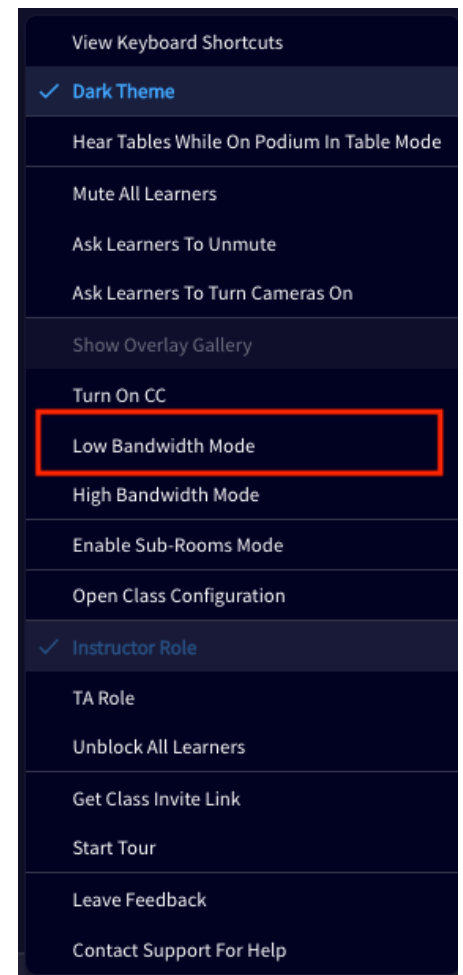 View Keyboard Shortcuts
Dark Theme
Hear Tables While On Podium In Table Mode
Mute All Learners
Ask Learners To Unmute
Ask Learners To Turn Cameras On
Show Overlay Gallery
Turn On CC
Low Bandwidth Mode
High Bandwidth Mode
Enable Sub-Rooms Mode
Open Class Configuration
Instructor Role
TA Role
Unblock All Learners
Get Class Invite Link
Start Tour
Leave Feedback
Contact Support For Help